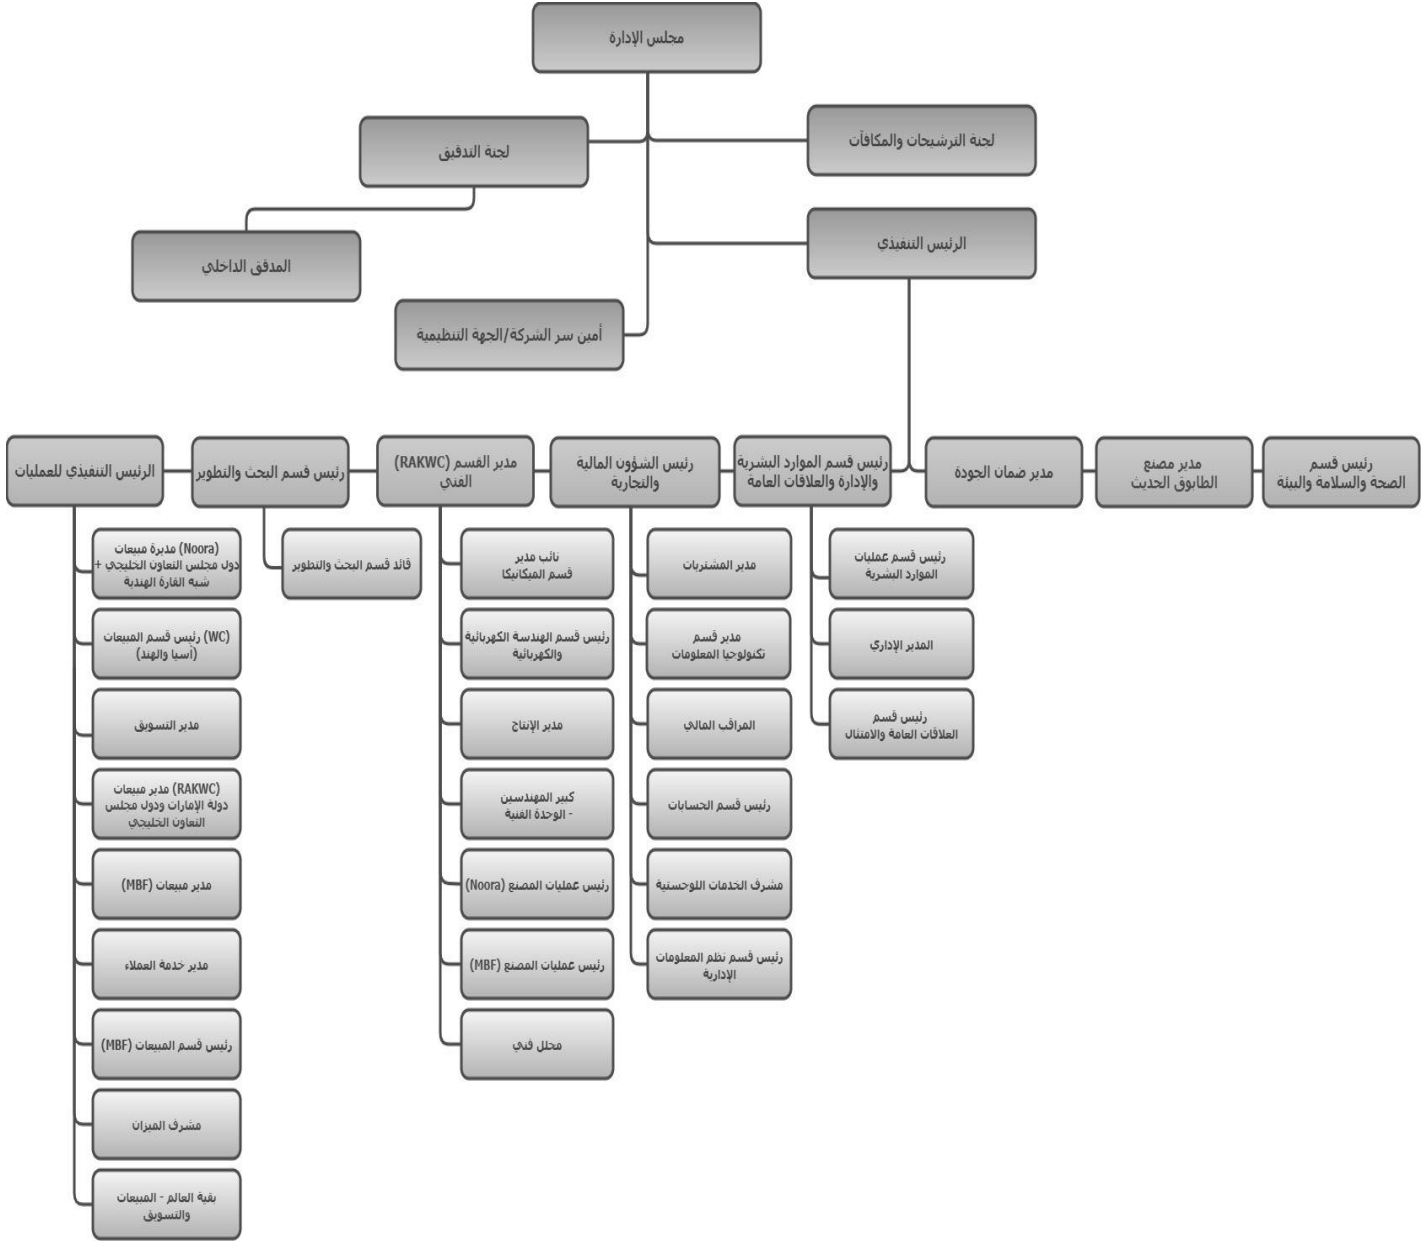 مجلس الإدارة
لجنة الترشيحات والمكافآت
لجنة التدقيق
الرئيس التنفيذي
المدقق الداخلي
أمين سر الشركة/الجهة التنظيمية
رئيس قسم
الصحة والسلامة والبيئة
مدير مصنع
الطابوق الحديث
مدير ضمان الجودة
رئيس قسم الموارد البشرية
والإدارة والعلاقات العامة
رئيس الشؤون المالية
والتجارية
مدير القسم (RAKWC)
الفني
رئيس قسم البحث والتطوير
الرئيس التنفيذي للعمليات
رئيس قسم عمليات
الموارد البشرية
المدير الإداري
رئيس قسم
العلاقات العامة والامتثال
مدير المشتريات
مدير قسم
تكنولوجيا المعلومات
المراقب المالي
رئيس قسم الحسابات
مشرف الخدمات اللوجستية
رئيس قسم نظم المعلومات
الإدارية
نائب مدير
قسم الميكانيكا
رئيس قسم الهندسة الكهربائية
والكهربائية
مدير الإنتاج
كبير المهندسين
- الوحدة الفنية
رئيس عمليات المصنع (Noora)
رئيس عمليات المصنع (MBF)
محلل فني
قائد قسم البحث والتطوير
(Noora) مديرة مبيعات
دول مجلس التعاون الخليجي +
شبه القارة الهندية
(WC) رئيس قسم المبيعات
(آسيا والهند)
مدير التسويق
(RAKWC) مدير مبيعات
دولة الإمارات ودول مجلس
التعاون الخليجي
مدير مبيعات (MBF)
مدير خدمة العملاء
رئيس قسم المبيعات (MBF)
مشرف الميزان
بقية العالم - المبيعات
والتسويق